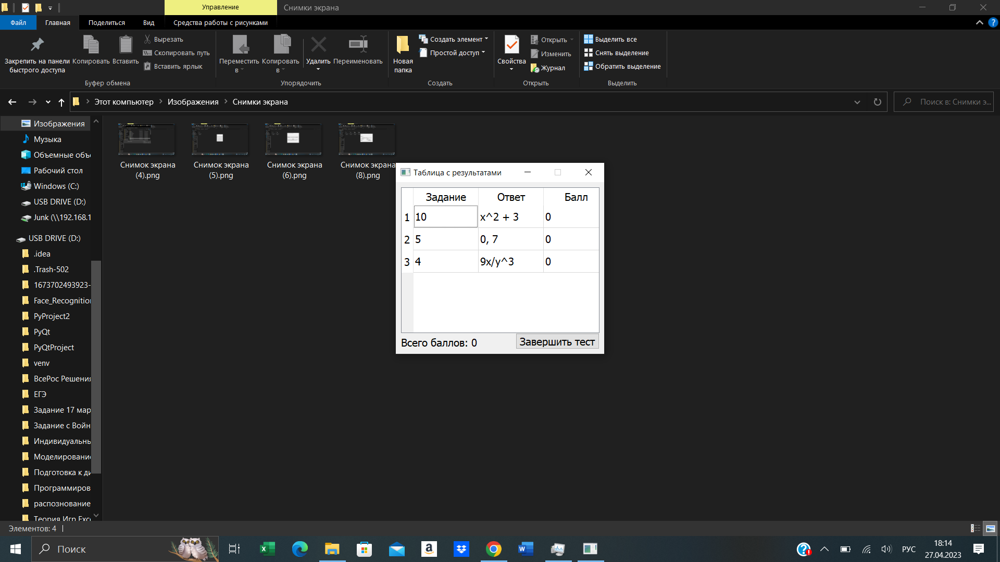 Управление
Снимки экрана
Файл
Главная
Поделиться
Вид
Средства работы с рисунками
Закрепить на панели быстрого доступа
Копировать
Вставить
Вырезать
Скопировать путь
Вставить ярлык
Переместить в
Копировать в
Удалить
Переименовать
Новая папка
Создать элемент
Простой доступ
Свойства
Открыть
Изменить
Журнал
Выделить все
Снять выделение
Обратить выделение
Буфер обмена
Упорядочить
Создать
Открыть
Выделить
Этот компьютер
Изображения
Снимки экрана
Поиск в: Снимки э...
Изображения
Музыка
Объемные объе
Рабочий стол
Windows (C:)
USB DRIVE (D:)
Junk (\\192.168.1
USB DRIVE (D:)
.idea
.Trash-502
1673702493923-
Face_Recognition
PyProject2
PyQt
PyQtProject
venv
ВсеРос Решения
ЕГЭ
Задание 17 мар
Задание с Войн
Индивидуальнь
Моделировани
Подготовка к ди
Программиров
распознование
Теория Игр Exce
Снимок экрана (4).png
Снимок экрана (5).png
Снимок экрана (6).png
Снимок экрана (8).png
Таблица с результатами
Задание Ответ Балл
1 10 x^2 + 3 0
2 5 0, 7 0
3 4 9x/y^3 0
Всего баллов: 0
Завершить тест
Элементов: 4
Поиск
РУС
18:14
27.04.2023